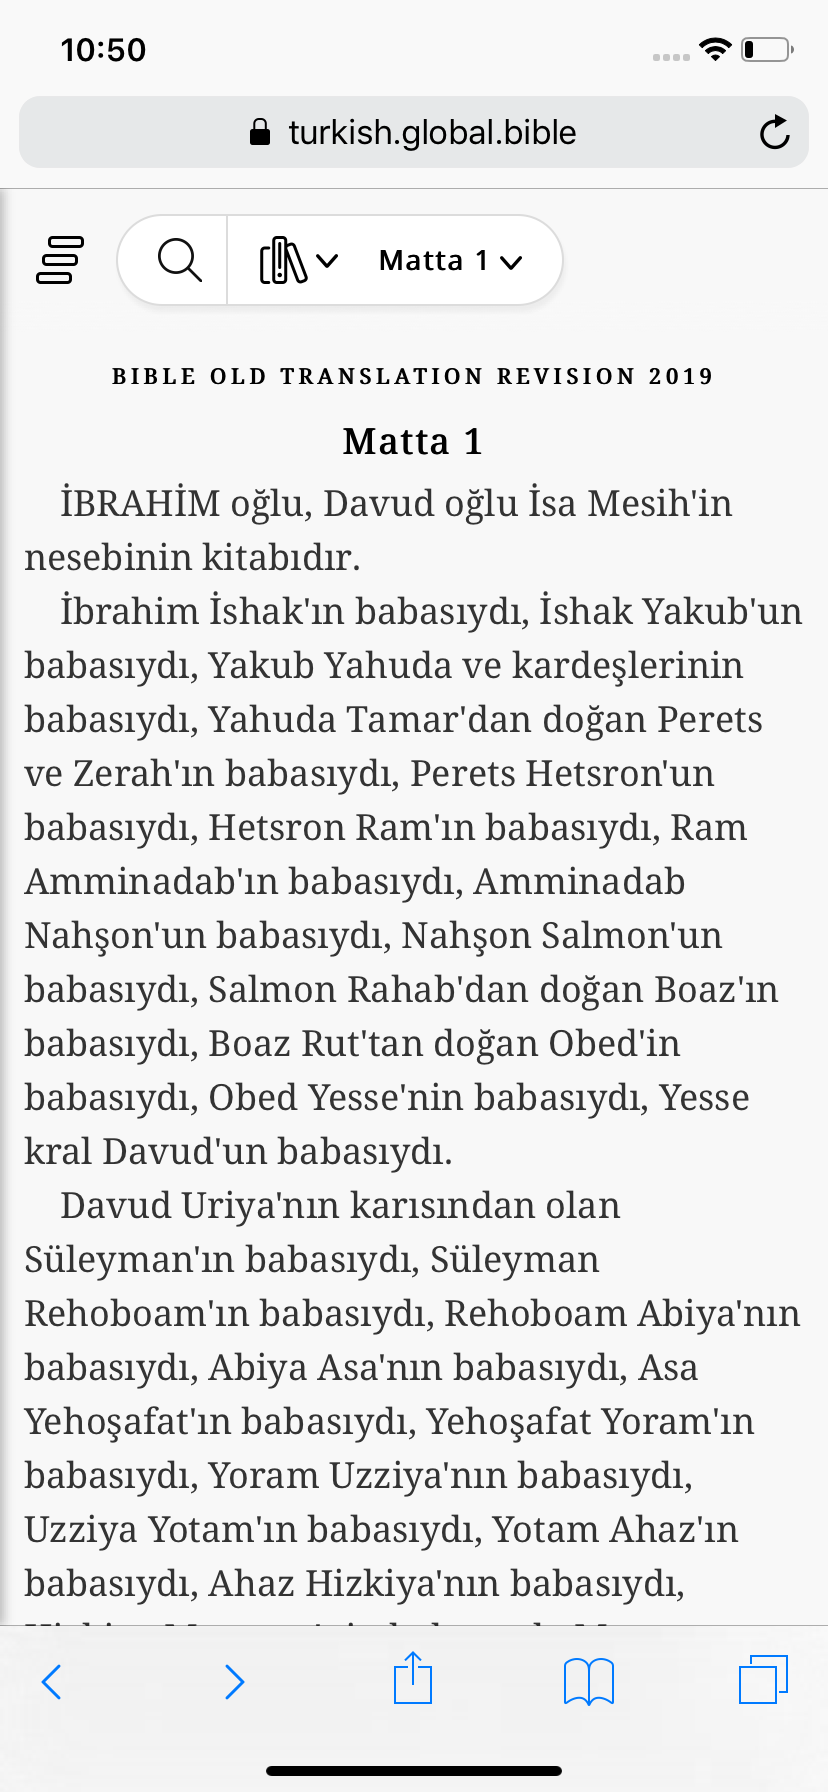 10:50
turkish.global.bible
Matta 1
BIBLE OLD TRANSLATION REVISION 2019
Matta 1
İBRAHİM oğlu, Davud oğlu İsa Mesih'in
nesebinin kitabıdır.
İbrahim İshak'ın babasıydı, İshak Yakub'un
babasıydı, Yakub Yahuda ve kardeşlerinin
babasıydı, Yahuda Tamar'dan doğan Perets
ve Zerah'ın babasıydı, Perets Hetsron'un
babasıydı, Hetsron Ram'ın babasıydı, Ram
Amminadab'ın babasıydı, Amminadab
Nahşon'un babasıydı, Nahşon Salmon'un
babasıydı, Salmon Rahab'dan doğan Boaz'ın
babasıydı, Boaz Rut'tan doğan Obed'in
babasıydı, Obed Yesse'nin babasıydı, Yesse
kral Davud'un babasıydı.
Davud Uriya'nın karısından olan
Süleyman'ın babasıydı, Süleyman
Rehoboam'ın babasıydı, Rehoboam Abiya'nın
babasıydı, Abiya Asa'nın babasıydı, Asa
Yehoşafat'ın babasıydı, Yehoşafat Yoram'ın
babasıydı, Yoram Uzziya'nın babasıydı,
Uzziya Yotam'ın babasıydı, Yotam Ahaz'ın
babasıydı, Ahaz Hizkiya'nın babasıydı,